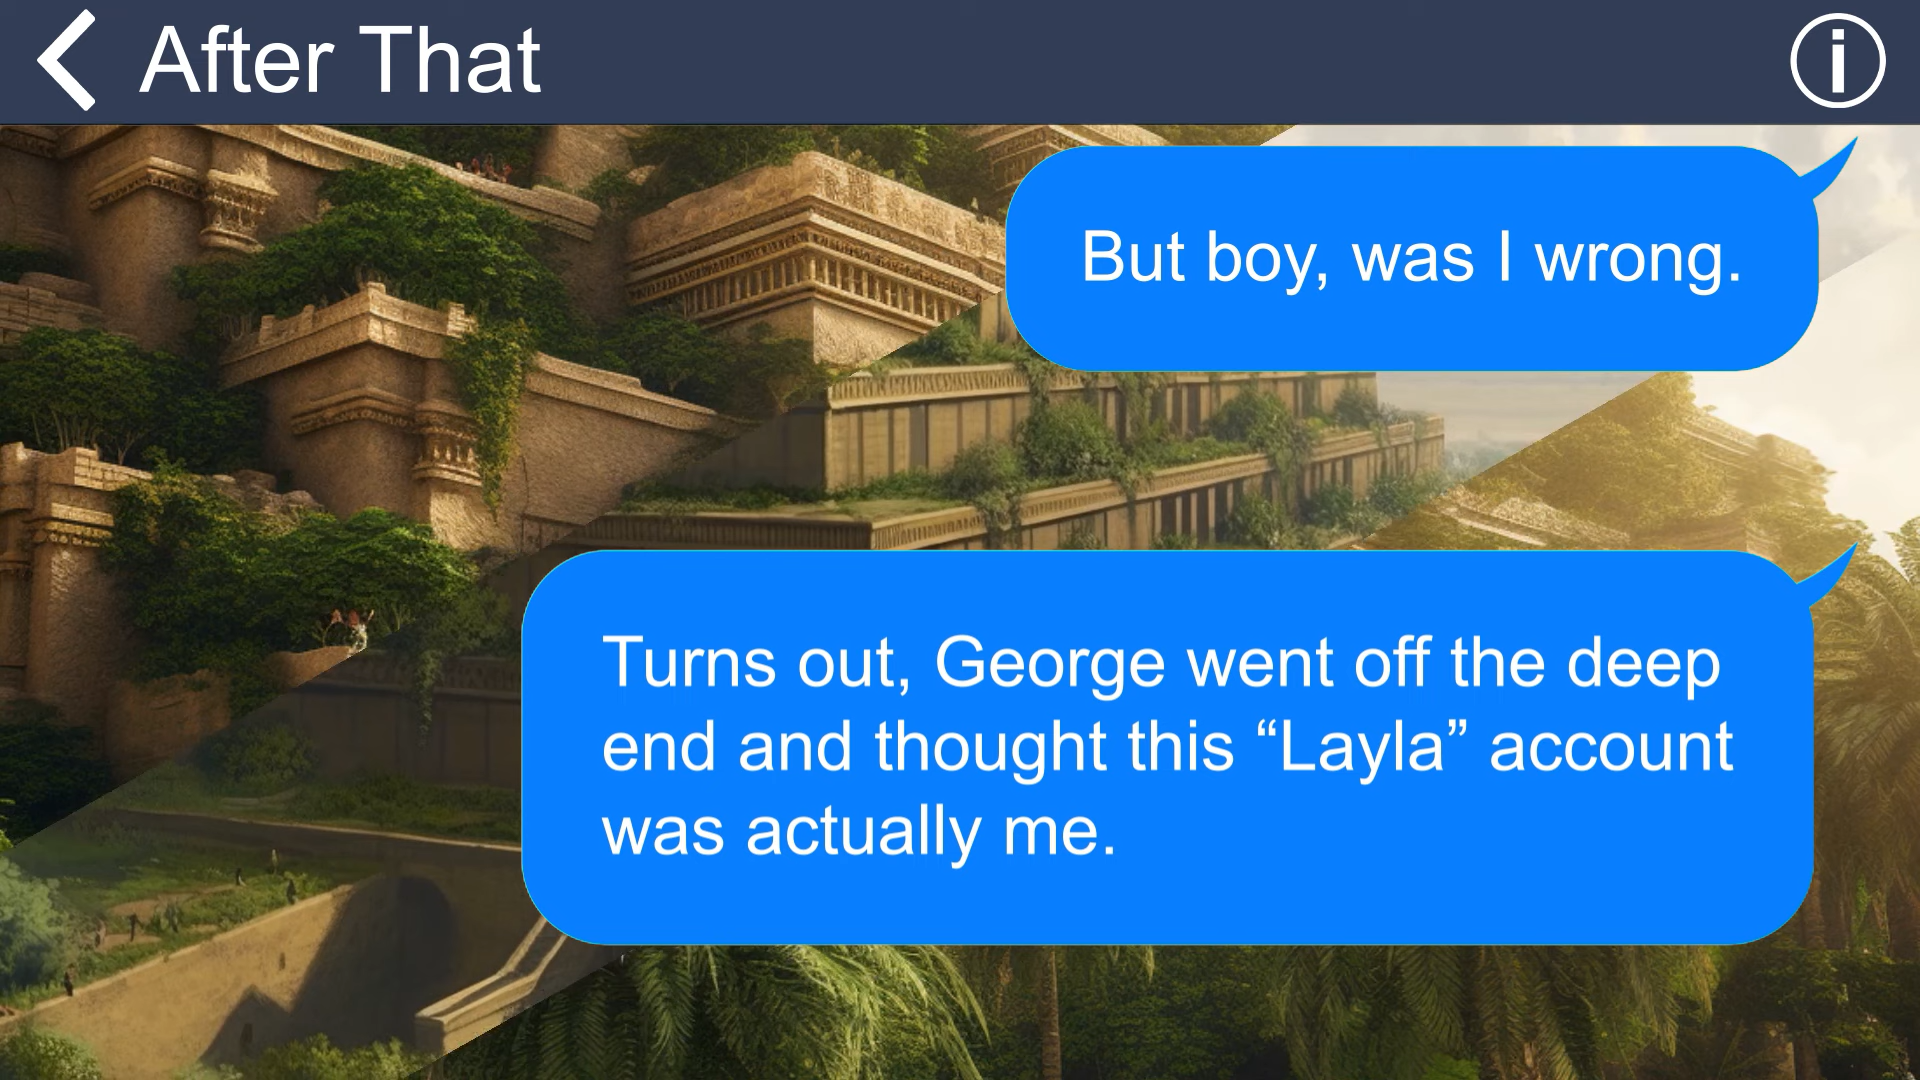 After That
But boy, was I wrong.
Turns out, George went off the deep
end and thought this “Layla” account
was actually me.